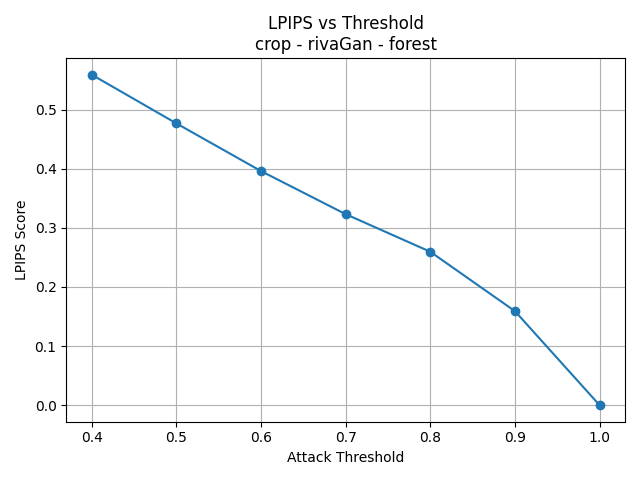 LPIPS vs Threshold
crop - rivaGan - forest
LPIPS Score
0.5
0.4
0.3
0.2
0.1
0.0
0.4 0.5 0.6 0.7 0.8 0.9 1.0
Attack Threshold